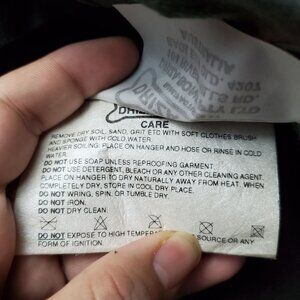 CARE
REMOVE DRY SOIL, SAND, GRIT ETC WITH SOFT CLOTHES BRUSH
AND SPONGE WITH COLD WATER.
HEAVIER SOILING: PLACE ON HANGER AND HOSE OR RINSE IN COLD
WATER.
DO NOT USE SOAP UNLESS REPROOFING GARMENT.
DO NOT USE DETERGENT, BLEACH OR ANY OTHER CLEANING AGENT.
PLACE ON HANGER TO DRY NATURALLY AWAY FROM HEAT. WHEN
COMPLETELY DRY, STORE IN COOL DRY PLACE.
DO NOT WRING, SPIN, OR TUMBLE DRY.
DO NOT IRON.
DO NOT DRY CLEAN.
DO NOT EXPOSE TO HIGH SOURCE OR ANY
FORM OF IGNITION.